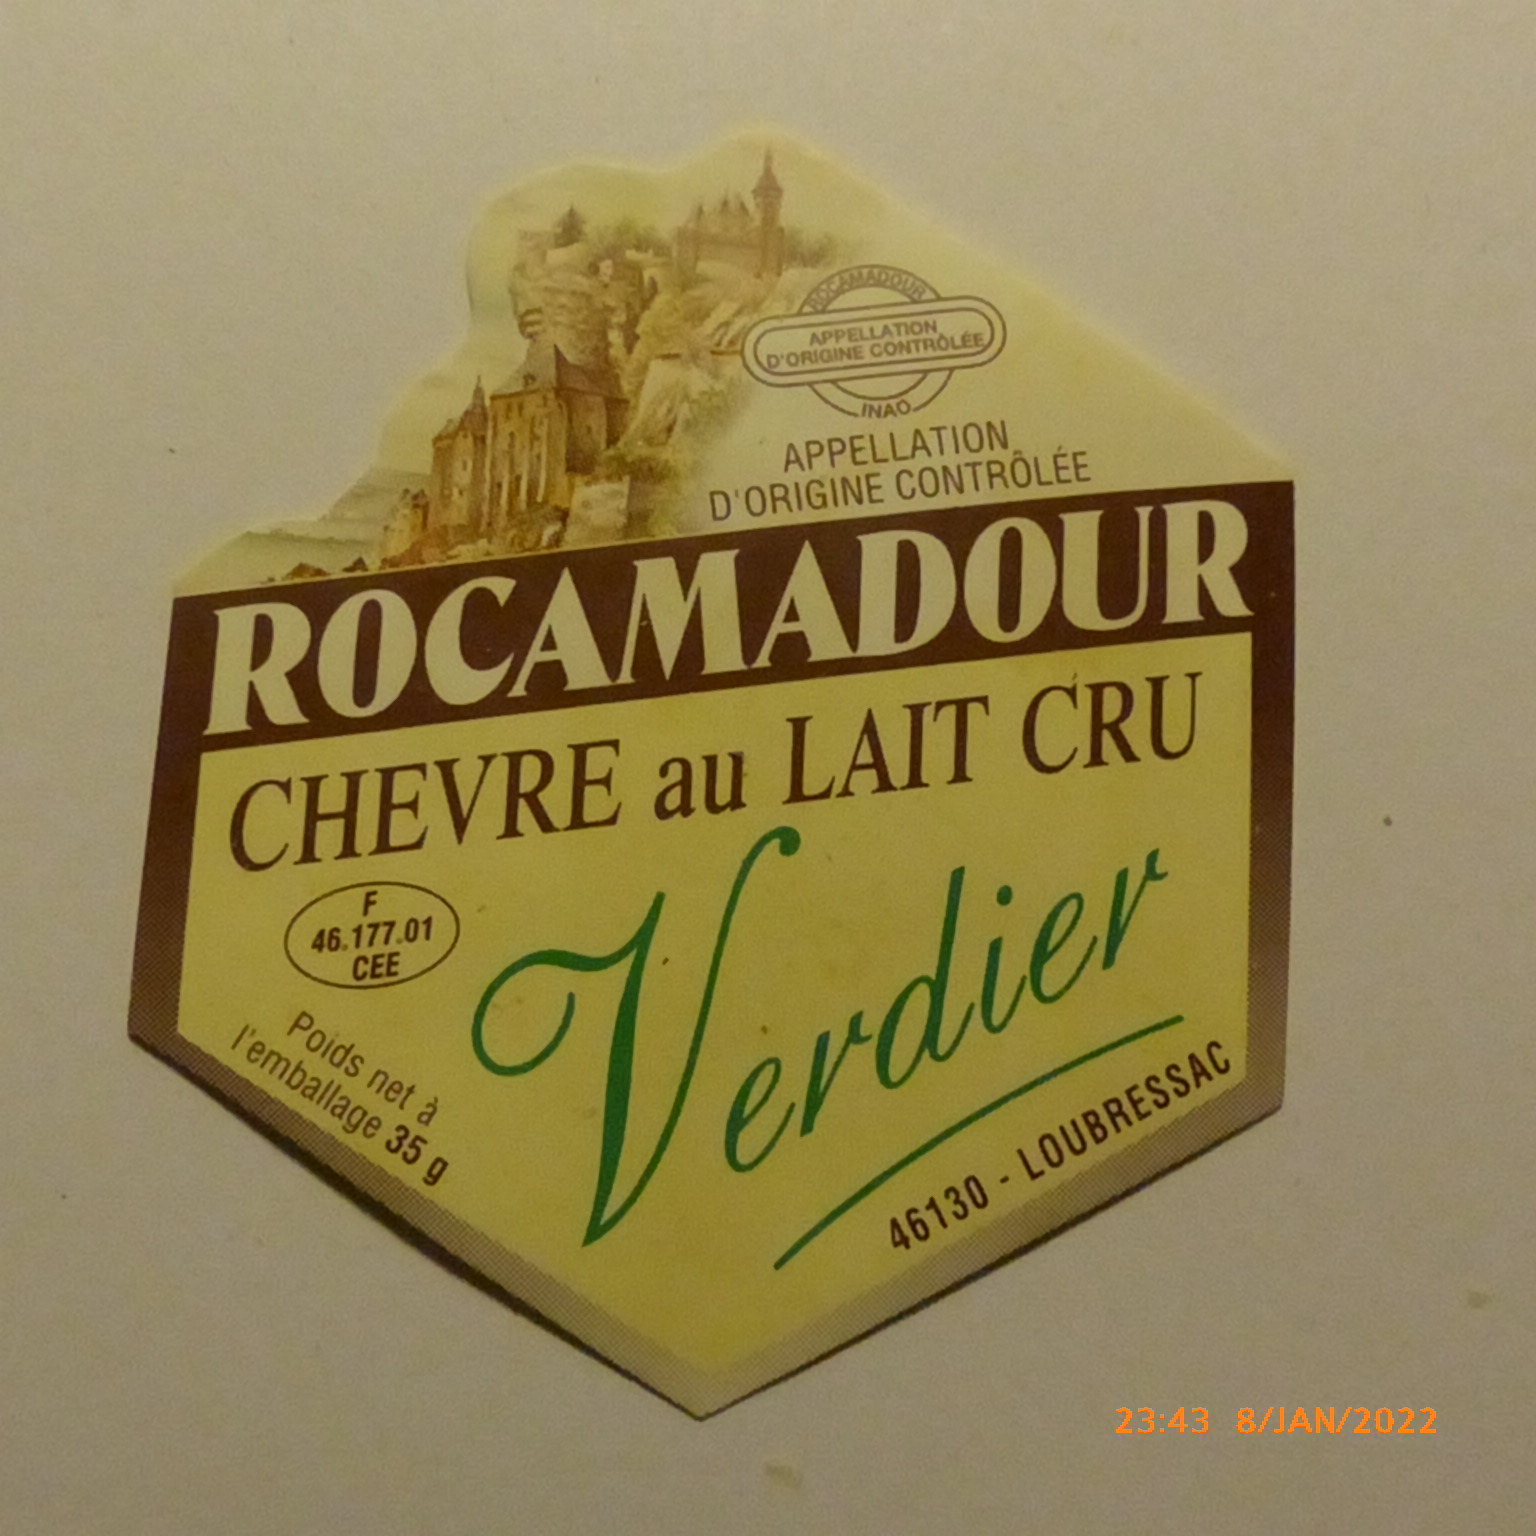 ROCAMADOUR
APPELLATION
D'ORIGINE CONTRÔLÉE
INAO
APPELLATION
D'ORIGINE CONTRÔLÉE
ROCAMADOUR
CHEVRE au LAIT CRU
F
46.177.01
CEE
Verdier
Poids net à
l'emballage 35 g
46130 - LOUBRESSAC
23:43 8/JAN/2022